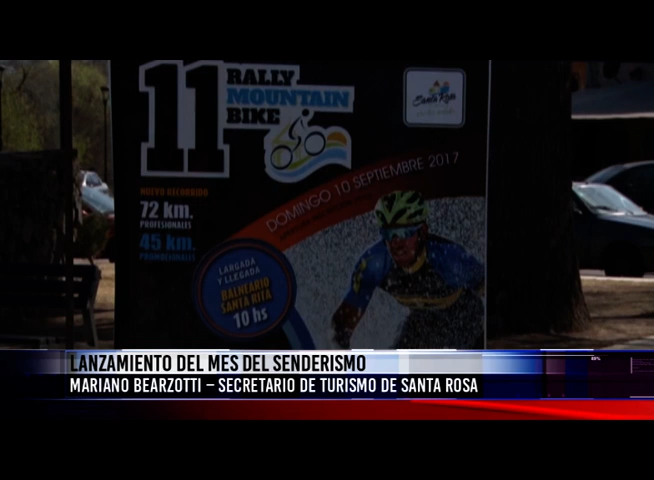 11
RALLY
MOUNTAIN
BIKE
Santa Rosa
DOMINGO 10 SEPTIEMBRE 2017
NUEVO RECORRIDO
72 km.
PROFESIONALES
45 km.
PROMOCIONALES
LARGADA
Y LLEGADA
BALNEARIO
SANTA RITA
10 hs
LANZAMIENTO DEL MES DEL SENDERISMO
MARIANO BEARZOTTI – SECRETARIO DE TURISMO DE SANTA ROSA